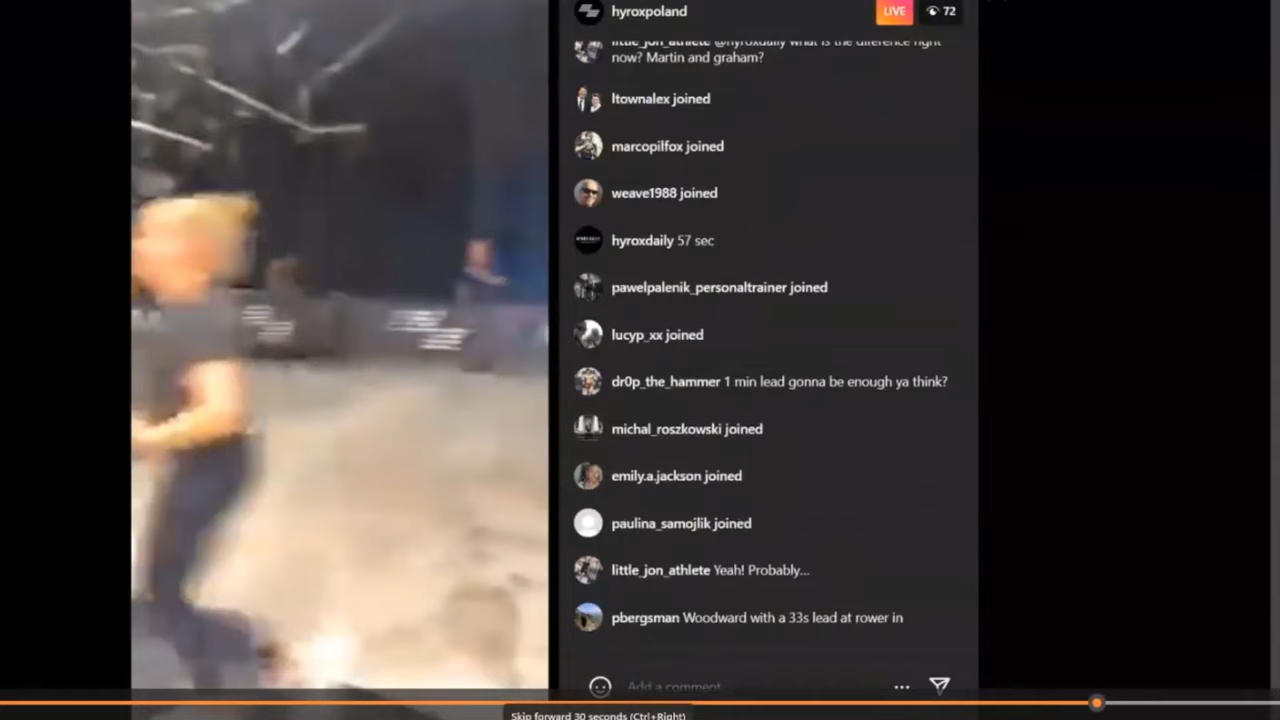 hyroxpoland
LIVE
72
little_jon_athlete @hyroxdaily what is the diference right
now? Martin and graham?
ltownalex joined
marcopilfox joined
weave1988 joined
hyroxdaily 57 sec
pawelpalenik_personaltrainer joined
lucyp_xx joined
dr0p_the_hammer 1 min lead gonna be enough ya think?
michal_roszkowski joined
emily.a.jackson joined
paulina_samojlik joined
little_jon_athlete Yeah! Probably...
pbergsman Woodward with a 33s lead at rower in
Add a comment
Skip forward 30 seconds (Ctrl+Right)